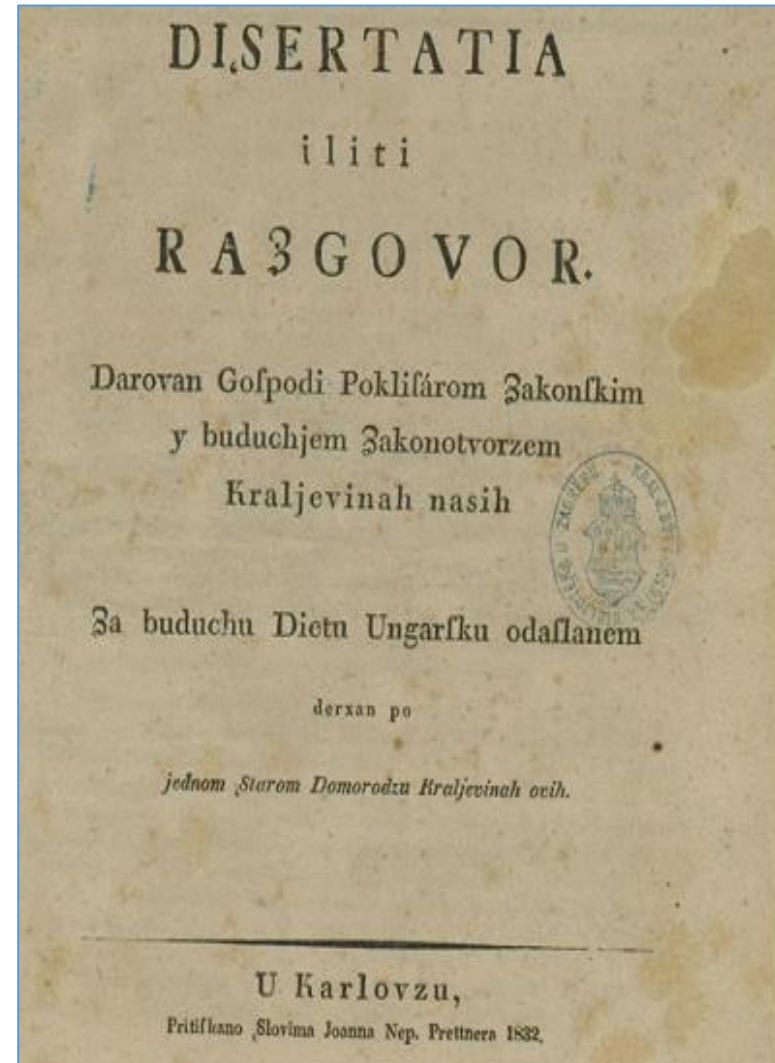 DISERTATIA
iliti
RAƷGOVOR.
Darovan Goſpodi Pokliſárom Ʒakonſkim
y buduchjem Ʒakonotvorzem
Kraljevinah nasih
Ʒa buduchu Dietu Ungarſku odaſlanem
derxan po
jednom Starom Domorodzu Kraljevinah ovih.
U Karlovzu,
Pritiſkano Slovima Joanna Nep. Prettnera 1832.